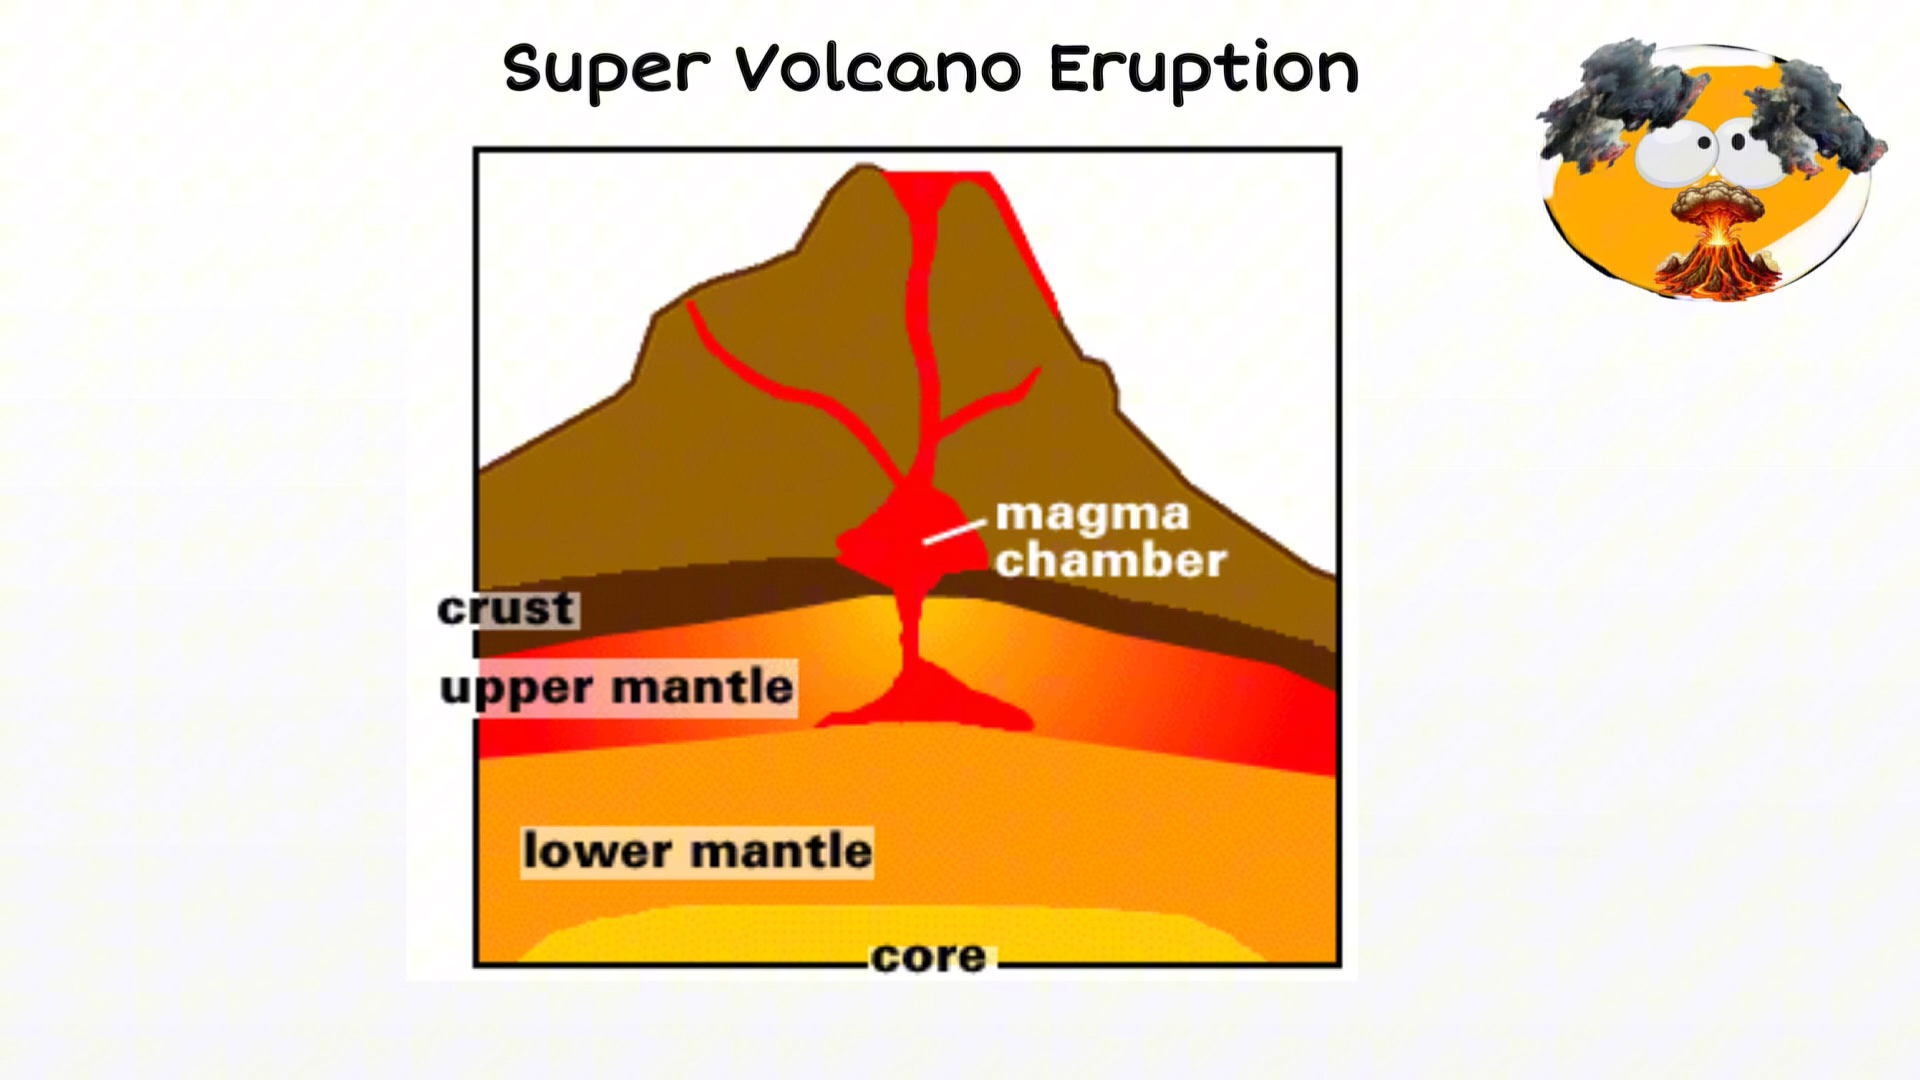 Super Volcano Eruption
magma
chamber
crust
upper mantle
lower mantle
core